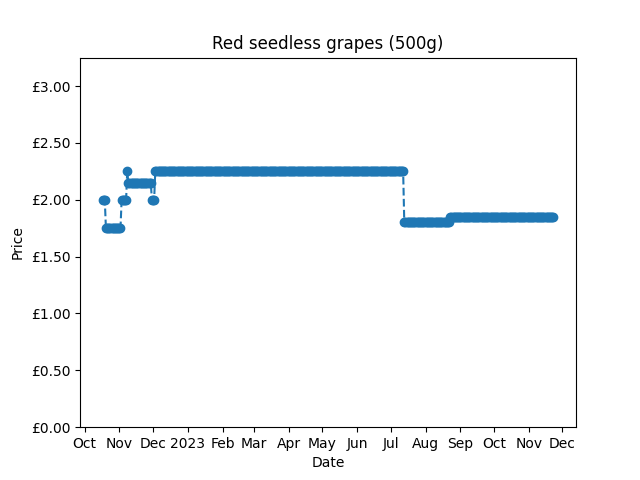 Red seedless grapes (500g)
£3.00
£2.50
£2.00
£1.50
£1.00
£0.50
£0.00
Price
Oct Nov Dec 2023 Feb Mar Apr May Jun Jul Aug Sep Oct Nov Dec
Date